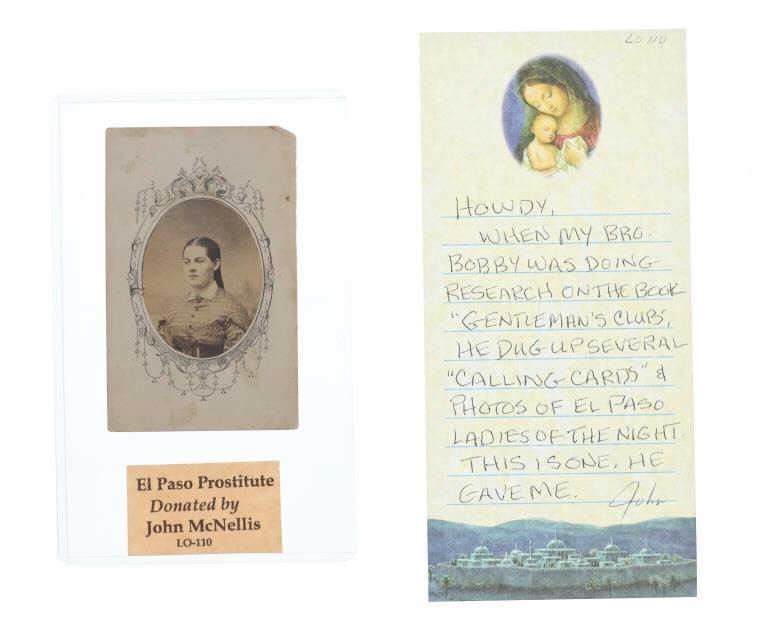 El Paso Prostitute
Donated by
John McNellis
LO-110
LO 110
HOWDY,
WHEN MY BRO.
BOBBY WAS DOING
RESEARCH ON THE BOOK
"GENTLEMAN'S CLUB",
HE DUG UP SEVERAL
"CALLING CARDS" &
PHOTOS OF EL PASO
LADIES OF THE NIGHT.
THIS IS ONE, HE
GAVE ME. John